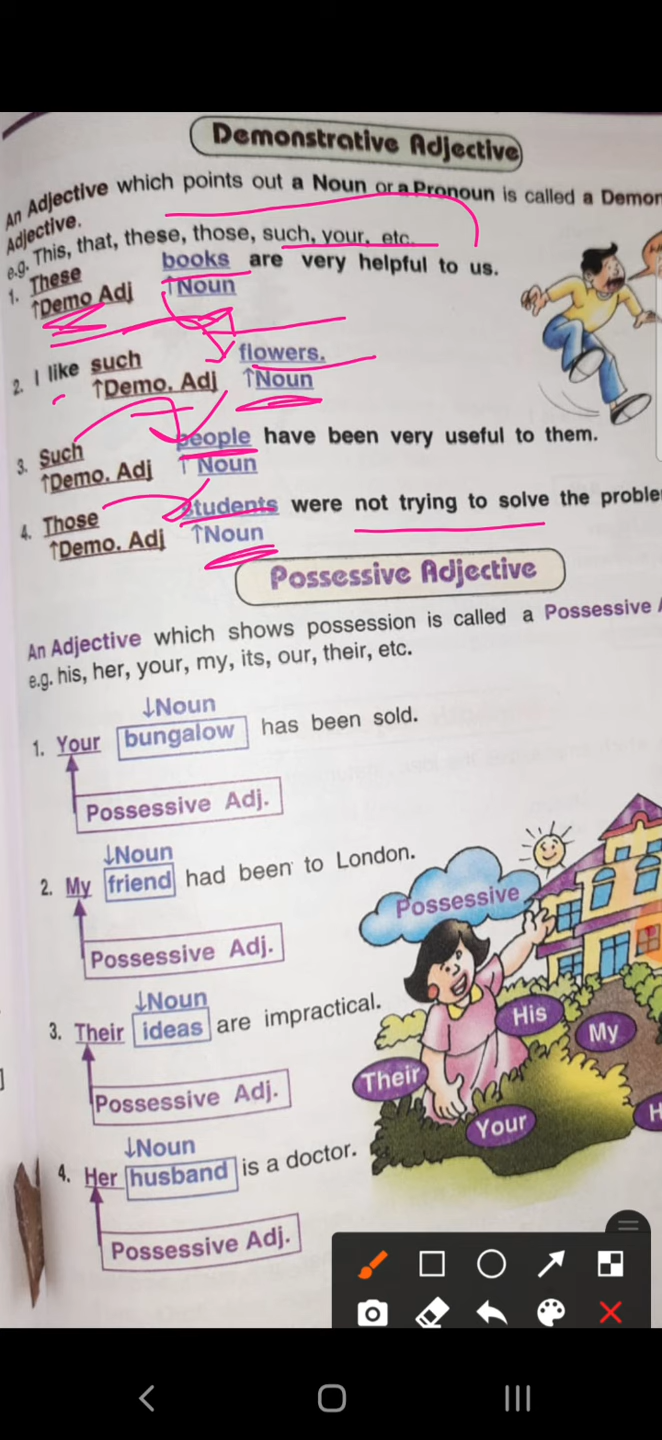 Demonstrative Adjective
An Adjective which points out a Noun or a Pronoun is called a
Adjective.
e.g. This, that, these, those, such, your, etc.
1. These books are very helpful to us.
↑Demo Adj ↑Noun
2. I like such flowers.
↑Demo. Adj ↑Noun
3. Such people have been very useful to them.
↑Demo. Adj ↑Noun
4. Those students were not trying to solve the
↑Demo. Adj ↑Noun
Possessive Adjective
An Adjective which shows possession is called a Possessive
e.g. his, her, your, my, its, our, their, etc.
↓Noun
1. Your bungalow has been sold.
Possessive Adj.
↓Noun
2. My friend had been to London.
Possessive Adj.
Possessive
↓Noun
3. Their ideas are impractical.
Possessive Adj.
His
My
Their
Your
H
↓Noun
4. Her husband is a doctor.
Possessive Adj.